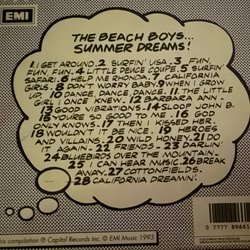 EMI
THE BEACH BOYS...
SUMMER DREAMS!
1 I GET AROUND. 2 SURFIN' USA. 3 FUN,
FUN, FUN. 4 LITTLE DEUCE COUPE. 5 SURFIN'
SAFARI. 6 HELP ME RHONDA. 7 CALIFORNIA
GIRLS. 8 DON'T WORRY BABY. 9 WHEN I GROW
UP. 10 DANCE, DANCE, DANCE. 11 THE LITTLE
GIRL I ONCE KNEW. 12 BARBARA ANN.
13 GOOD VIBRATIONS. 14 SLOOP JOHN B.
15 YOU'RE SO GOOD TO ME. 16 GOD
ONLY KNOWS. 17 THEN I KISSED HER.
18 WOULDN'T IT BE NICE. 19 HEROES
AND VILLAINS. 20 WILD HONEY. 21 DO
IT AGAIN. 22 FRIENDS. 23 DARLIN'
24 BLUEBIRDS OVER THE MOUNTAIN.
25 I CAN HEAR MUSIC. 26 BREAK
AWAY. 27 COTTONFIELDS.
28 CALIFORNIA DREAMIN'.
0 7777
compilation ℗ Capitol Records Inc © EMI Music 1993